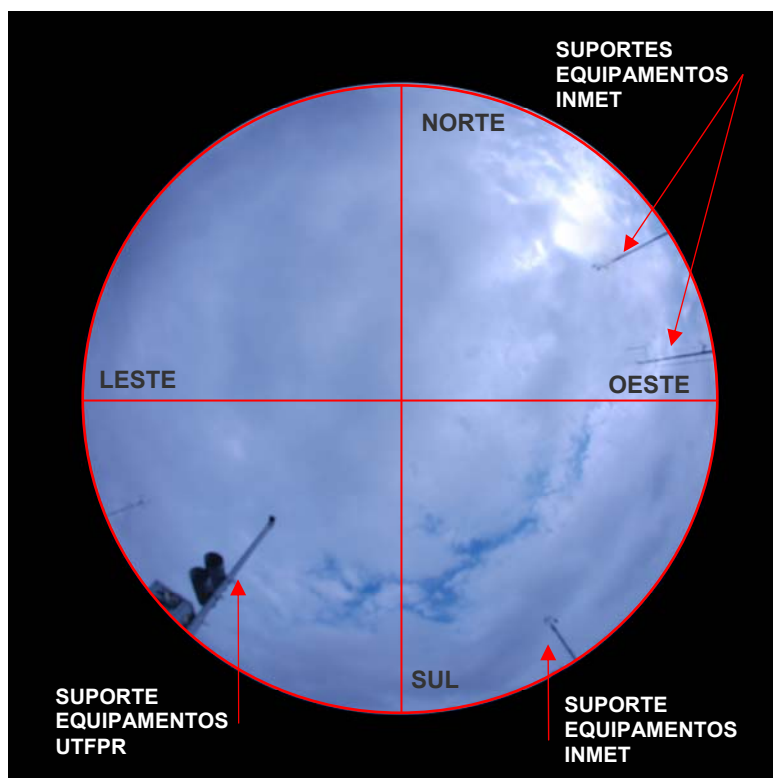 SUPORTES
EQUIPAMENTOS
INMET
NORTE
LESTE
OESTE
SUL
SUPORTE
EQUIPAMENTOS
UTFPR
SUPORTE
EQUIPAMENTOS
INMET